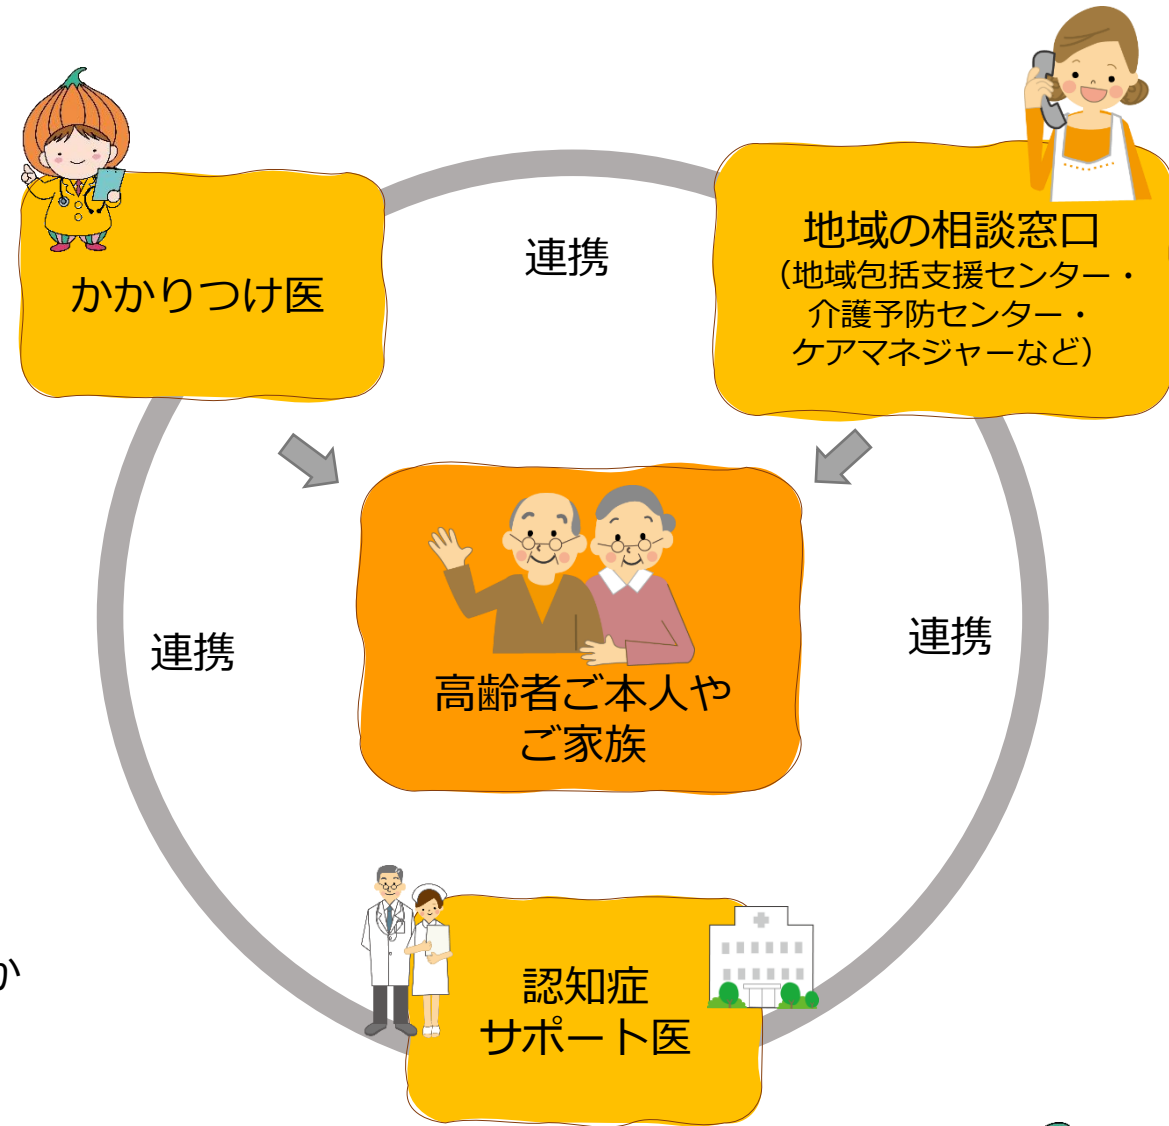 連携
かかりつけ医
地域の相談窓口
（地域包括支援センター・
介護予防センター・
ケアマネジャーなど）
連携
連携
高齢者ご本人や
ご家族
認知症
サポート医
か